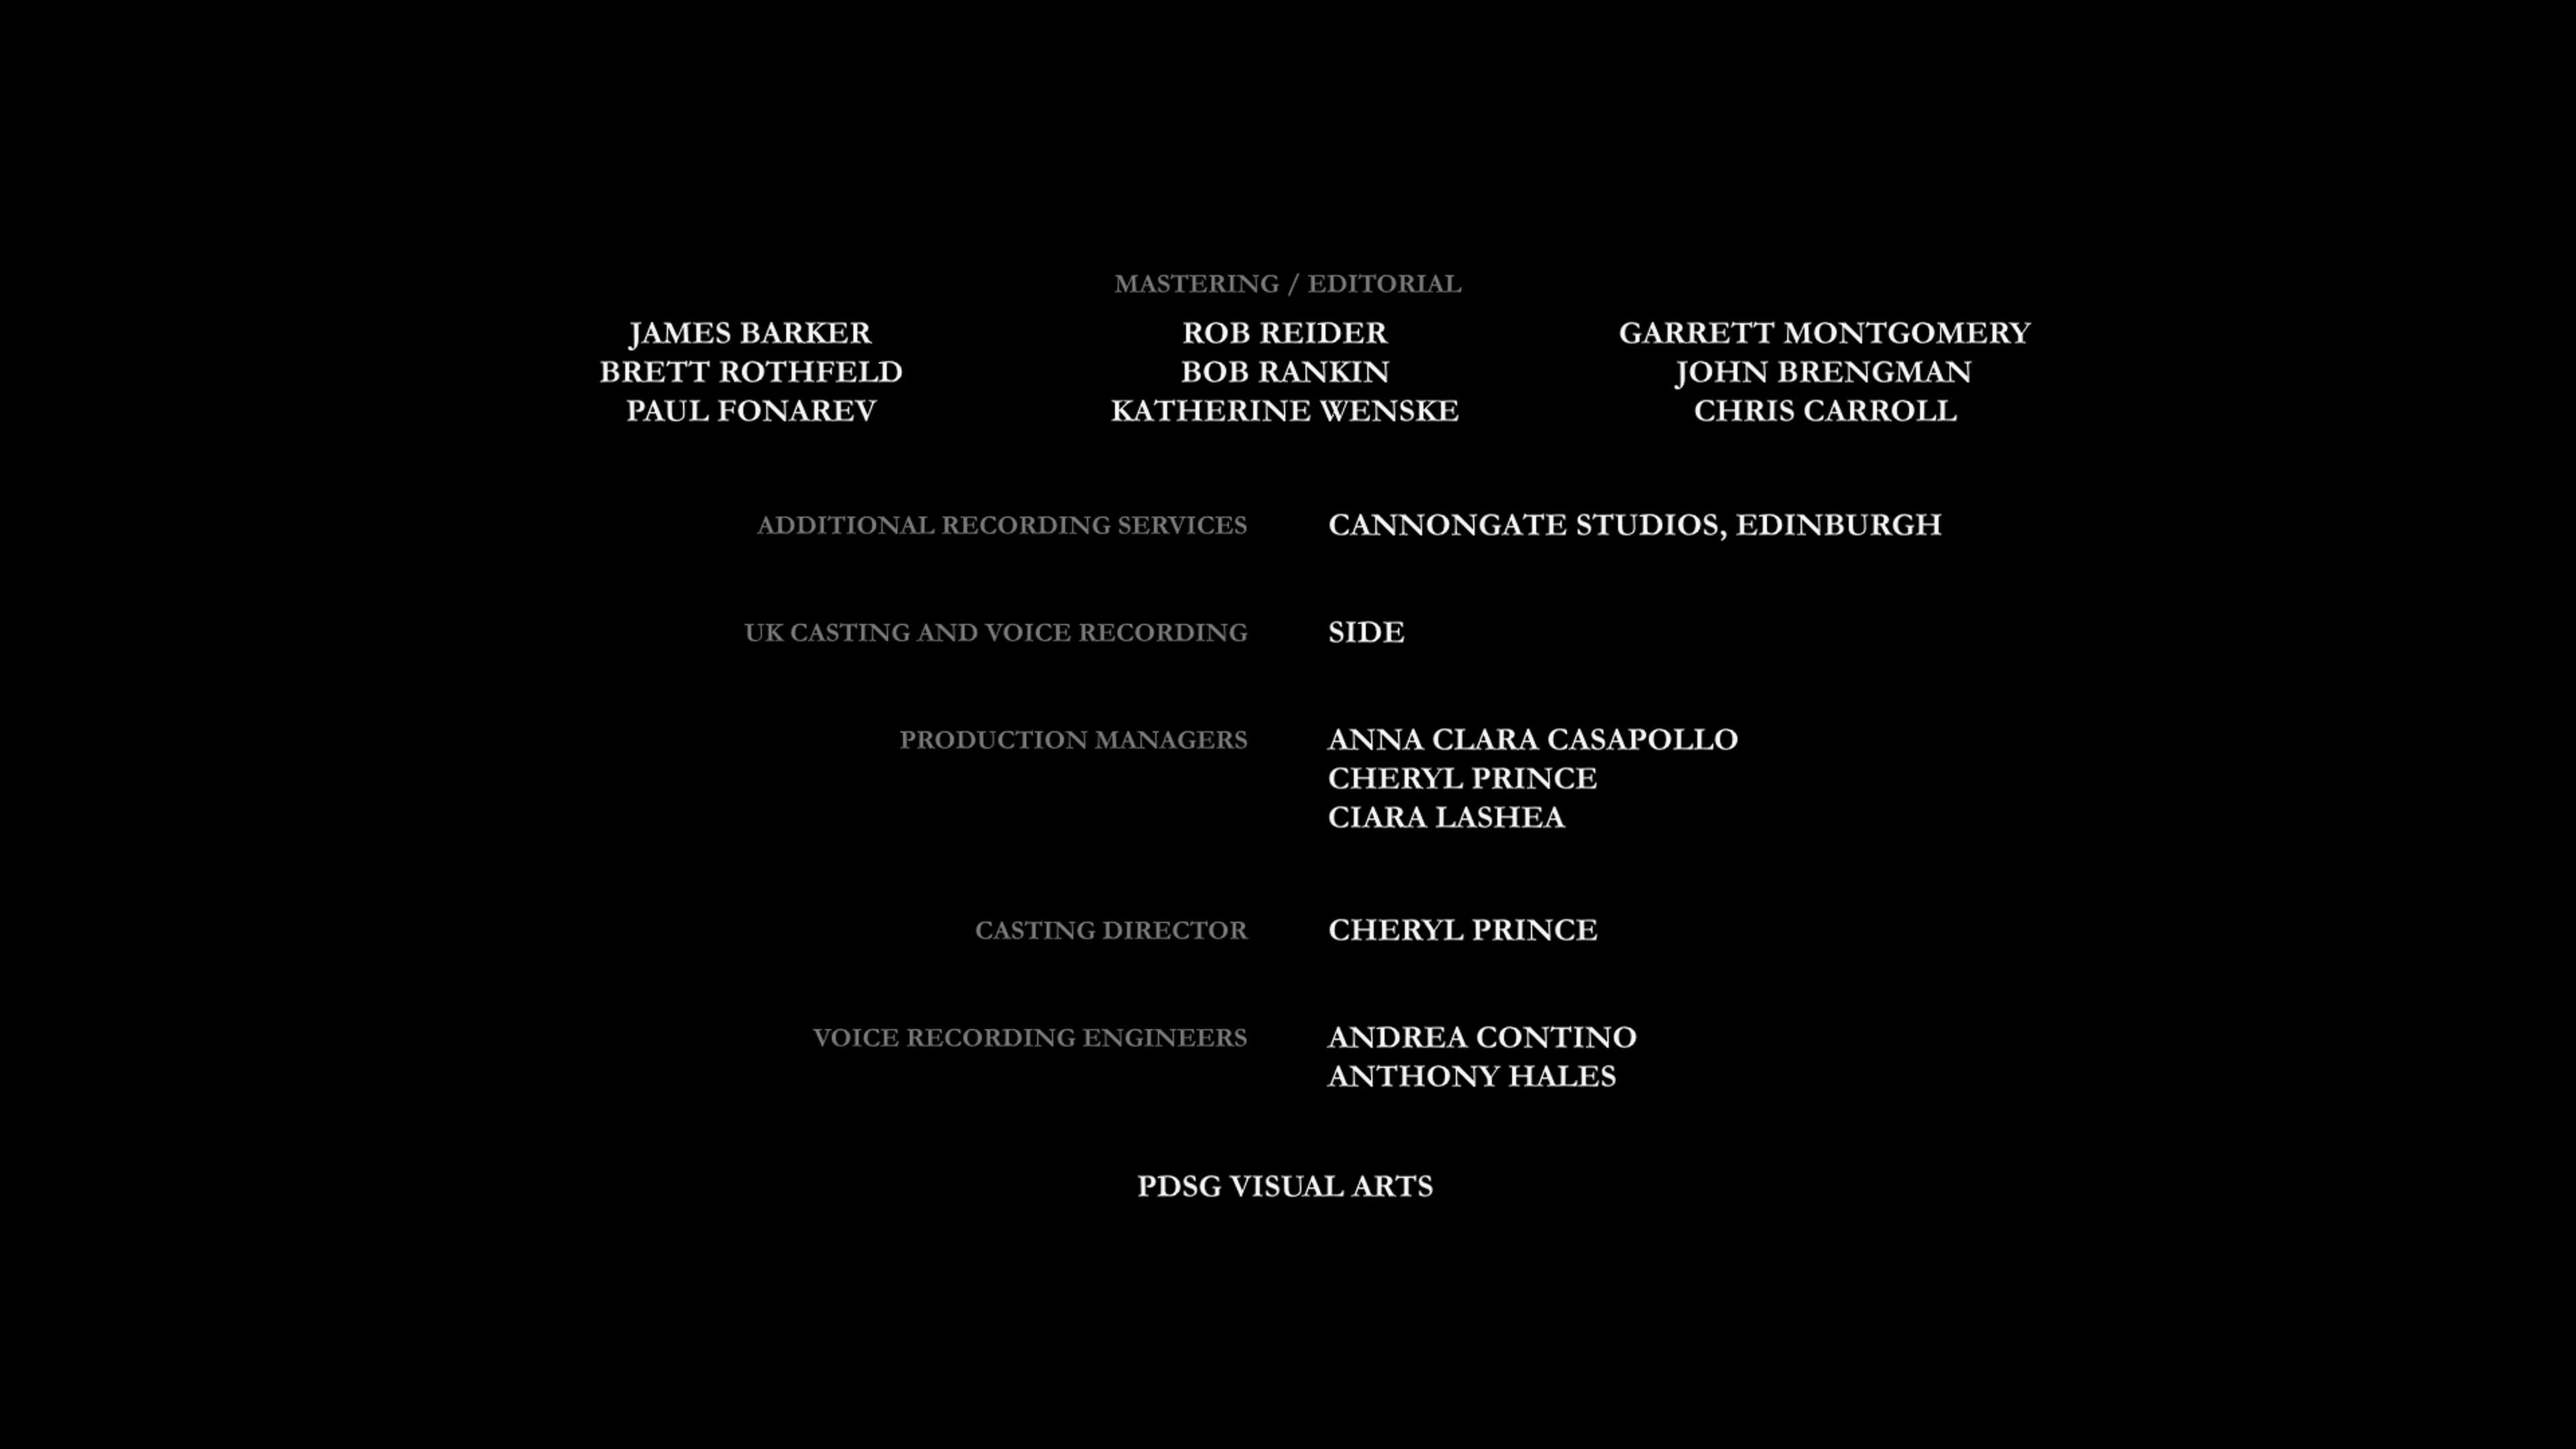 MASTERING / EDITORIAL
JAMES BARKER ROB REIDER GARRETT MONTGOMERY
BRETT ROTHFELD BOB RANKIN JOHN BRENGMAN
PAUL FONAREV KATHERINE WENSKE CHRIS CARROLL
ADDITIONAL RECORDING SERVICES CANNONGATE STUDIOS, EDINBURGH
UK CASTING AND VOICE RECORDING SIDE
PRODUCTION MANAGERS ANNA CLARA CASAPOLLO
CHERYL PRINCE
CIARA LASHEA
CASTING DIRECTOR CHERYL PRINCE
VOICE RECORDING ENGINEERS ANDREA CONTINO
ANTHONY HALES
PDSG VISUAL ARTS